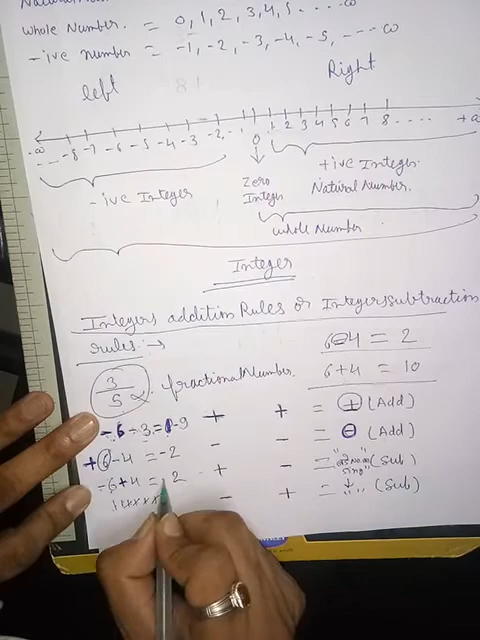 whole Number. = 0, 1, 2, 3, 4, 5. --- ∞
-ive number = -1, -2, -3, -4, -5, --- ∞
left Right
-∞ --- -8 -7 -6 -5 -4 -3 -2 -1 0 1 2 3 4 5 6 7 8 ....
-ive Integer
Zero Integer
+ive Integer.
Natural Number.
whole Number
Integer
Integers addition Rules or Integers subtraction
rules:→
6-4 = 2
6+4 = 10
3/5 fractional Number.
-6-3=-9 + + = + (Add)
- - = - (Add)
+6-4 =-2
-6+4 = 2 + - = (Sub)
- + = (Sub)